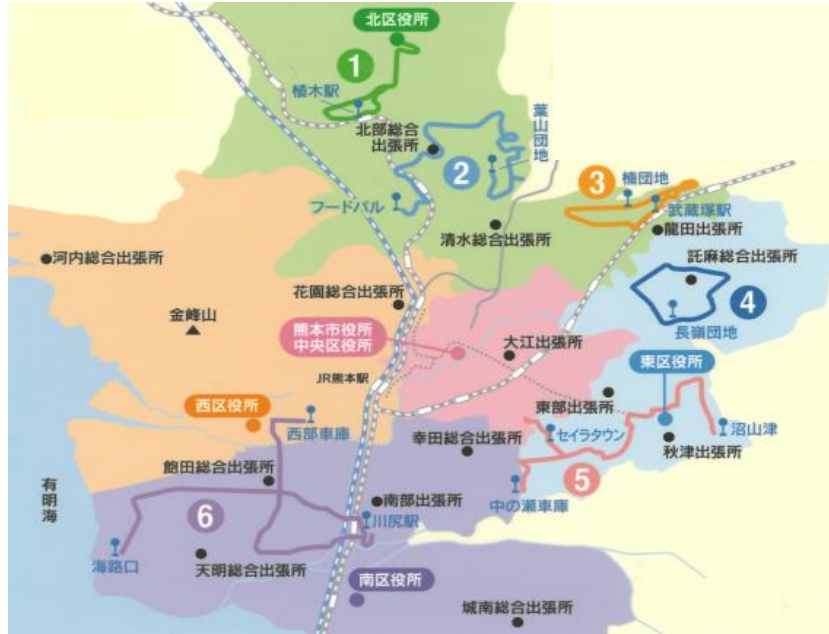 北区役所
1
植木駅
北部総合
出張所
葉山団地
2
フードパル
3
楠団地
武蔵塚駅
龍田出張所
清水総合出張所
託麻総合出張所
4
長嶺団地
河内総合出張所
花園総合出張所
金峰山
熊本市役所
中央区役所
大江出張所
JR熊本駅
東区役所
西区役所
西部車庫
東部出張所
セイラタウン
沼山津
幸田総合出張所
秋津出張所
飽田総合出張所
5
有明海
中の瀬車庫
6
南部出張所
川尻駅
海路口
天明総合出張所
南区役所
城南総合出張所